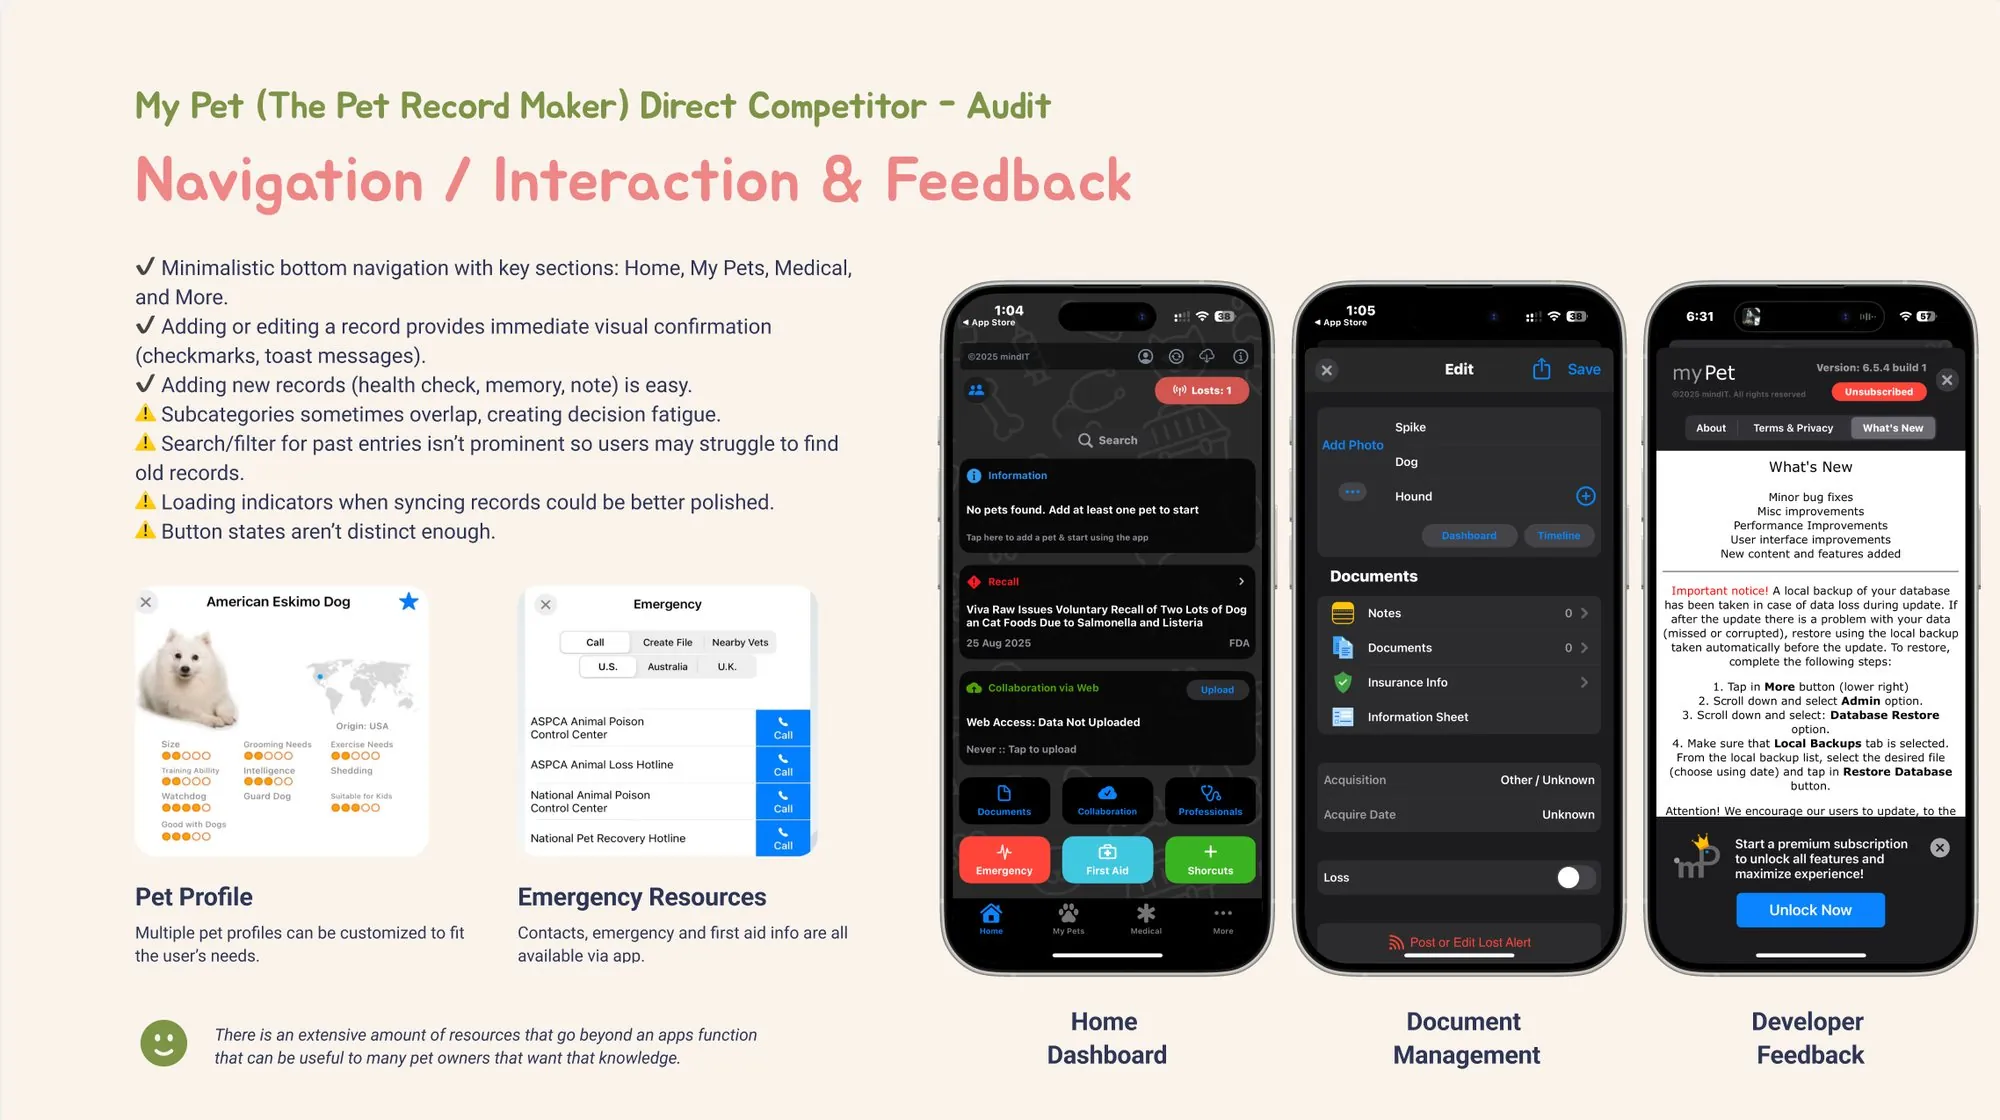 My Pet (The Pet Record Maker) Direct Competitor - Audit
Navigation / Interaction & Feedback
✔ Minimalistic bottom navigation with key sections: Home, My Pets, Medical,
and More.
✔ Adding or editing a record provides immediate visual confirmation
(checkmarks, toast messages).
✔ Adding new records (health check, memory, note) is easy.
⚠ Subcategories sometimes overlap, creating decision fatigue.
⚠ Search/filter for past entries isn’t prominent so users may struggle to find
old records.
⚠ Loading indicators when syncing records could be better polished.
⚠ Button states aren’t distinct enough.
American Eskimo Dog
Origin: USA
Size
Grooming Needs
Exercise Needs
Training Ability
Intelligence
Shedding
Watchdog
Guard Dog
Suitable for Kids
Good with Dogs
Pet Profile
Multiple pet profiles can be customized to fit
the user’s needs.
Emergency
Call
Create File
Nearby Vets
U.S.
Australia
U.K.
ASPCA Animal Poison
Control Center
Call
ASPCA Animal Loss Hotline
Call
National Animal Poison
Control Center
Call
National Pet Recovery Hotline
Call
Emergency Resources
Contacts, emergency and first aid info are all
available via app.
There is an extensive amount of resources that go beyond an apps function
that can be useful to many pet owners that want that knowledge.
1:04
38
◂ App Store
©2025 mindIT
Losts: 1
Search
Information
No pets found. Add at least one pet to start
Tap here to add a pet & start using the app
Recall
Viva Raw Issues Voluntary Recall of Two Lots of Dog
an Cat Foods Due to Salmonella and Listeria
25 Aug 2025
FDA
Collaboration via Web
Upload
Web Access: Data Not Uploaded
Never :: Tap to upload
Documents
Collaboration
Professionals
Emergency
First Aid
Shorcuts
Home
My Pets
Medical
More
Home
Dashboard
1:05
38
◂ App Store
Edit
Save
Add Photo
Spike
Dog
Hound
Dashboard
Timeline
Documents
Notes
0
Documents
0
Insurance Info
Information Sheet
Acquisition
Other / Unknown
Acquire Date
Unknown
Loss
Post or Edit Lost Alert
Document
Management
6:31
57
my Pet
Version: 6.5.4 build 1
©2025 mindIT. All rights reserved
Unsubscribed
About
Terms & Privacy
What's New
What's New
Minor bug fixes
Misc improvements
Performance Improvements
User interface improvements
New content and features added
Important notice! A local backup of your database
has been taken in case of data loss during update. If
after the update there is a problem with your data
(missed or corrupted), restore using the local backup
taken automatically before the update. To restore,
complete the following steps:
1. Tap in More button (lower right)
2. Scroll down and select Admin option.
3. Scroll down and select: Database Restore
option.
4. Make sure that Local Backups tab is selected.
From the local backup list, select the desired file
(choose using date) and tap in Restore Database
button.
Attention! We encourage our users to update, to the
mP
Start a premium subscription
to unlock all features and
maximize experience!
Unlock Now
Developer
Feedback